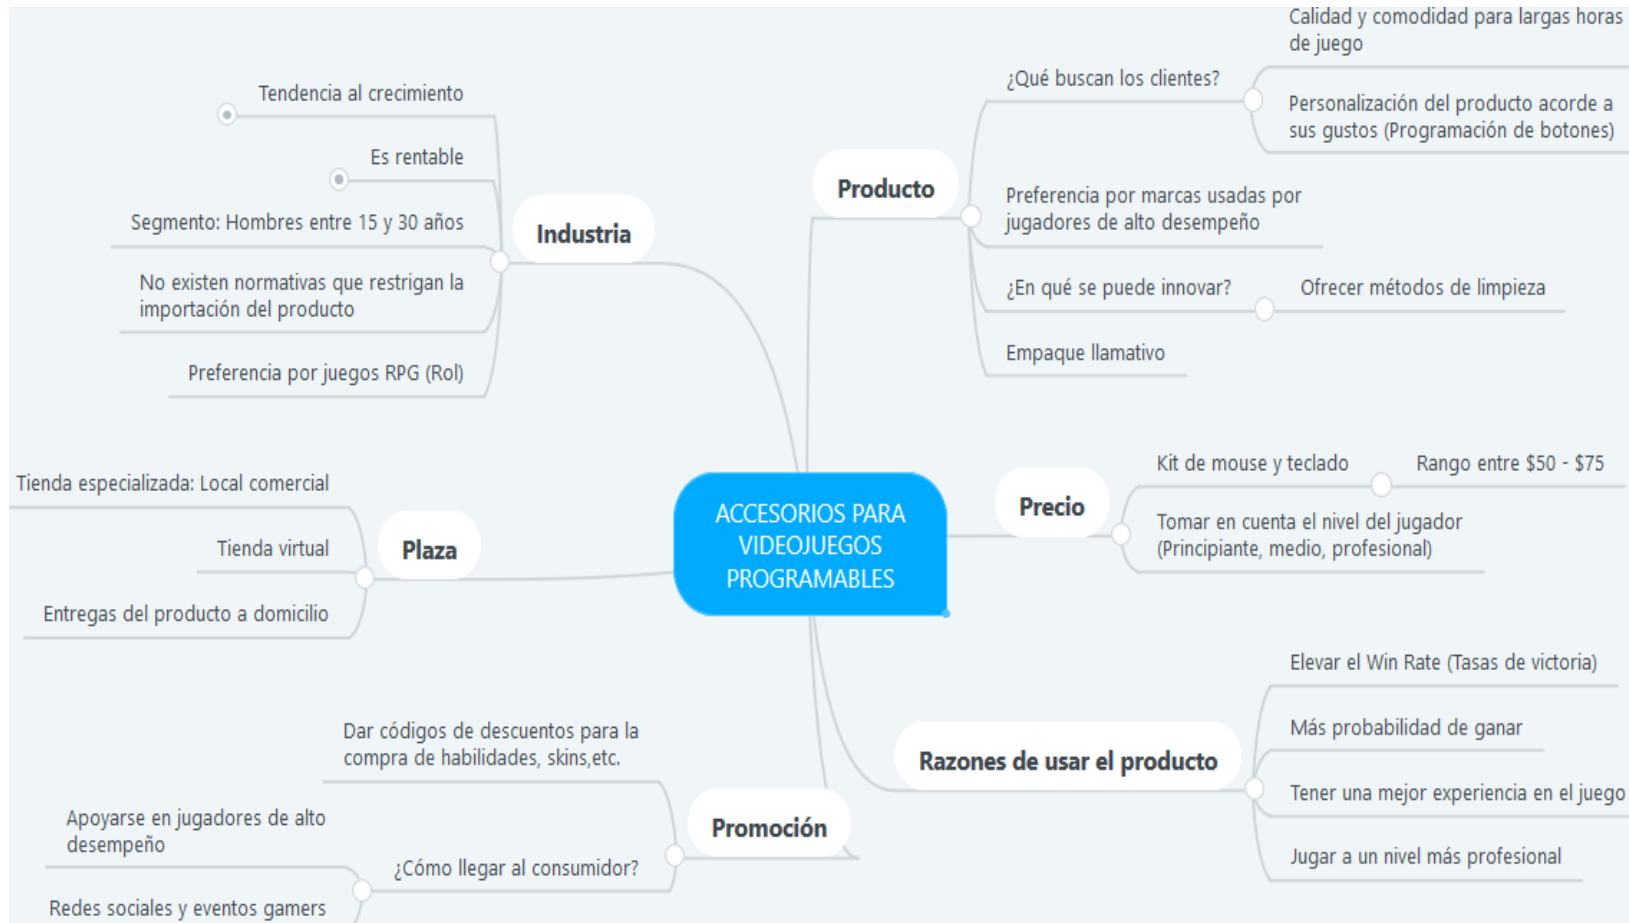 ACCESORIOS PARA
VIDEOJUEGOS
PROGRAMABLES
Producto
¿Qué buscan los clientes?
Calidad y comodidad para largas horas
de juego
Personalización del producto acorde a
sus gustos (Programación de botones)
Preferencia por marcas usadas por
jugadores de alto desempeño
¿En qué se puede innovar?
Ofrecer métodos de limpieza
Empaque llamativo
Precio
Kit de mouse y teclado
Rango entre $50 - $75
Tomar en cuenta el nivel del jugador
(Principiante, medio, profesional)
Razones de usar el producto
Elevar el Win Rate (Tasas de victoria)
Más probabilidad de ganar
Tener una mejor experiencia en el juego
Jugar a un nivel más profesional
Industria
Tendencia al crecimiento
Es rentable
Segmento: Hombres entre 15 y 30 años
No existen normativas que restrigan la
importación del producto
Preferencia por juegos RPG (Rol)
Plaza
Tienda especializada: Local comercial
Tienda virtual
Entregas del producto a domicilio
Promoción
Dar códigos de descuentos para la
compra de habilidades, skins,etc.
¿Cómo llegar al consumidor?
Apoyarse en jugadores de alto
desempeño
Redes sociales y eventos gamers